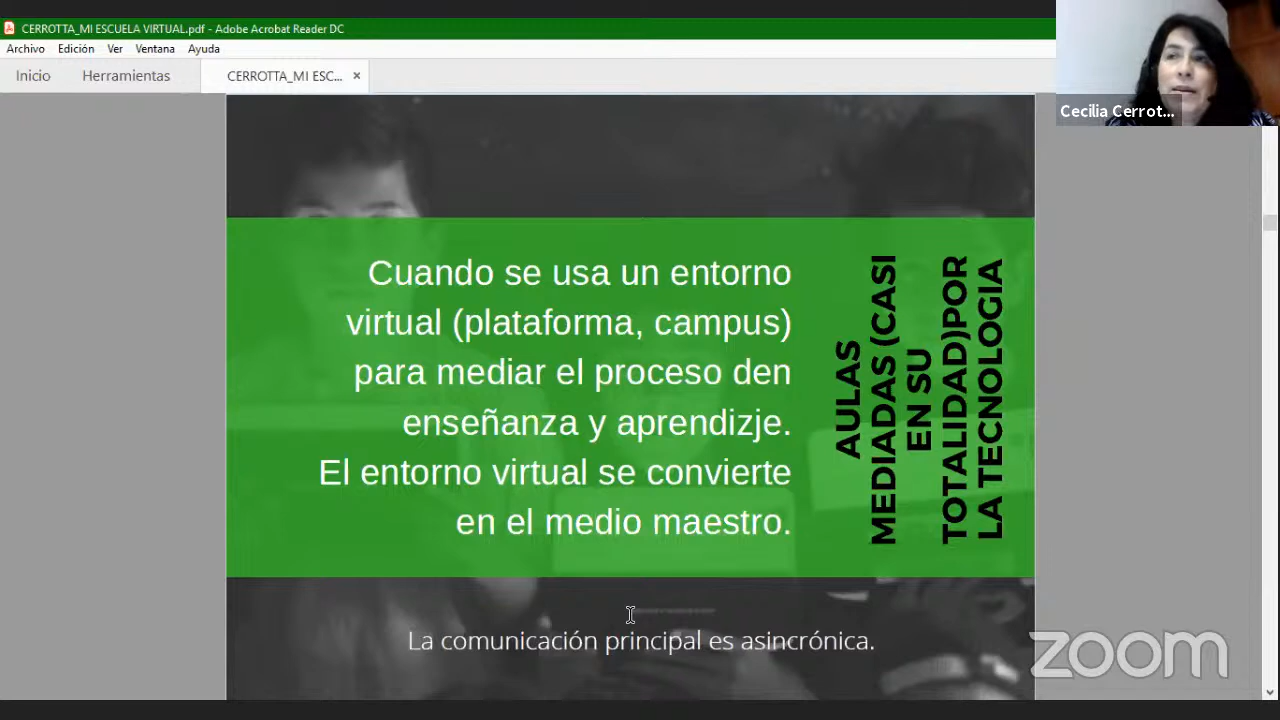 CERROTTA_MI ESCUELA VIRTUAL.pdf - Adobe Acrobat Reader DC
Archivo Edición Ver Ventana Ayuda
Inicio Herramientas CERROTTA_MI ESC... ×
Cecilia Cerrot...
Cuando se usa un entorno
virtual (plataforma, campus)
para mediar el proceso den
enseñanza y aprendizje.
El entorno virtual se convierte
en el medio maestro.
AULAS
MEDIADAS (CASI
EN SU
TOTALIDAD)POR
LA TECNOLOGIA
La comunicación principal es asincrónica.
zoom